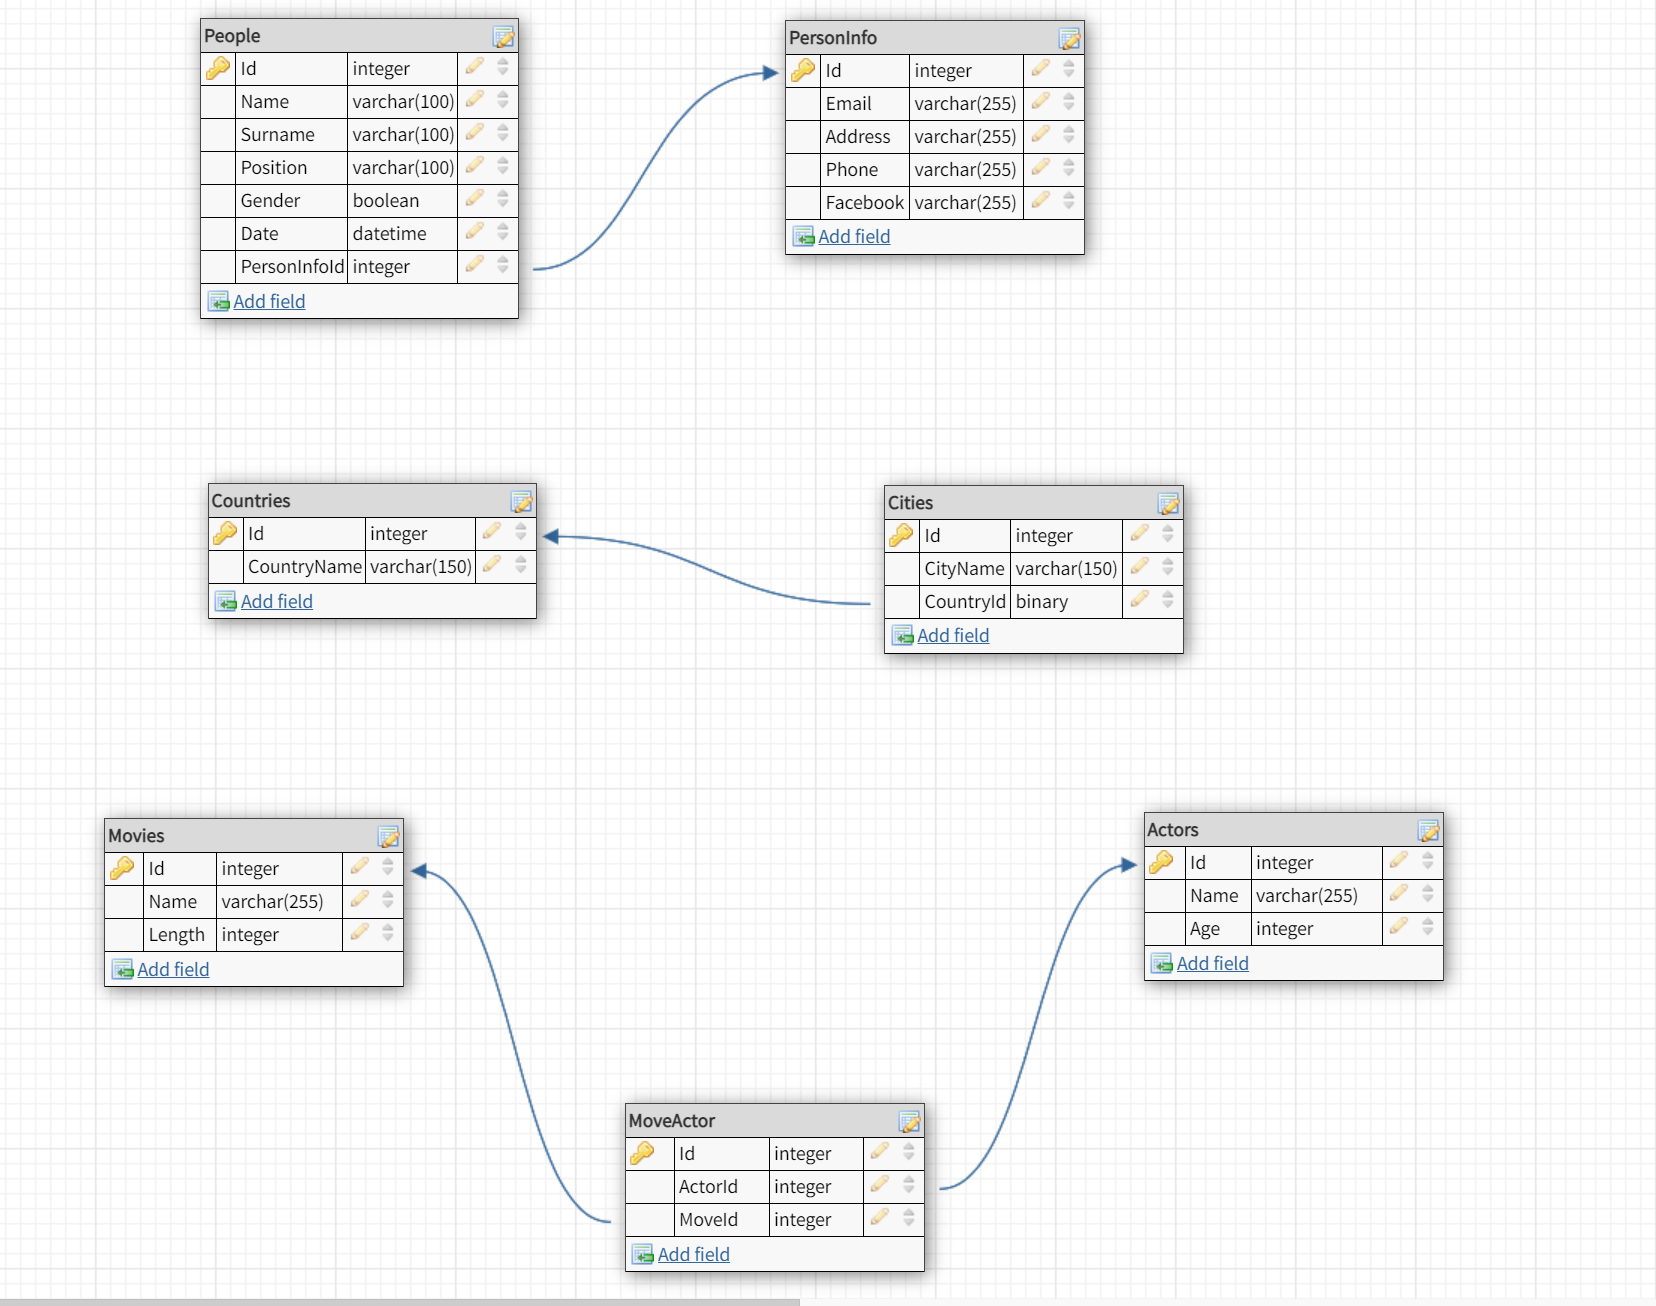 People
Id integer
Name varchar(100)
Surname varchar(100)
Position varchar(100)
Gender boolean
Date datetime
PersonInfoId integer
Add field
PersonInfo
Id integer
Email varchar(255)
Address varchar(255)
Phone varchar(255)
Facebook varchar(255)
Add field
Countries
Id integer
CountryName varchar(150)
Add field
Cities
Id integer
CityName varchar(150)
CountryId binary
Add field
Movies
Id integer
Name varchar(255)
Length integer
Add field
Actors
Id integer
Name varchar(255)
Age integer
Add field
MoveActor
Id integer
ActorId integer
MoveId integer
Add field